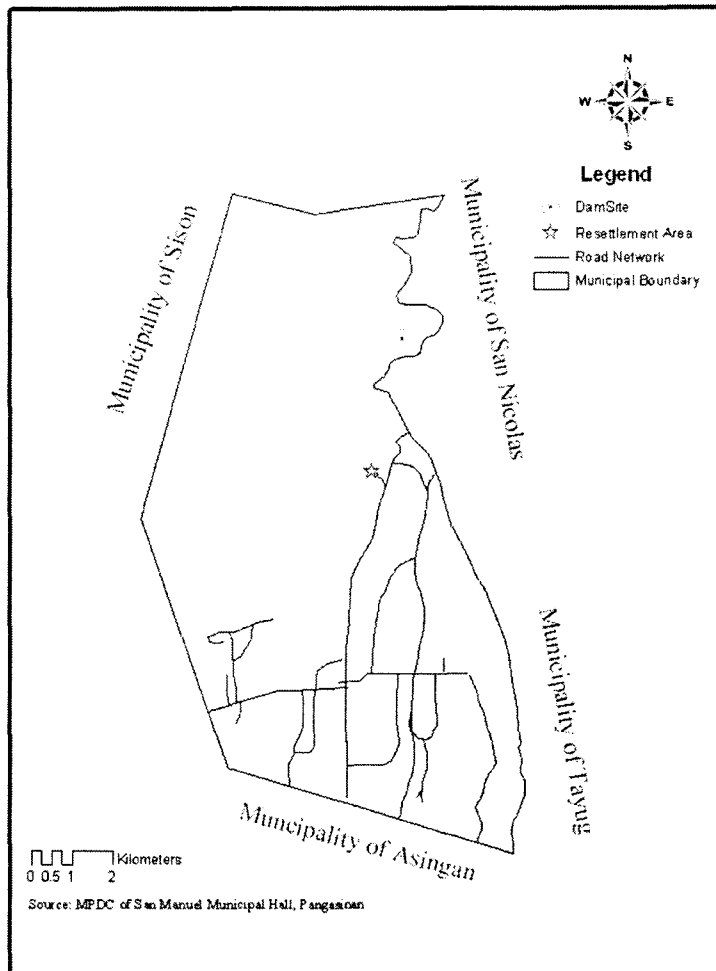 N
W E
S
Legend
DamSite
Resettlement Area
Road Network
Municipal Boundary
Municipality of Sison
Municipality of San Nicolas
Municipality of Tayug
Muncipality of Asingan
Kilometers
0 0.5 1 2
Source: MPDC of San Manuel Municipal Hall, Pangasinan